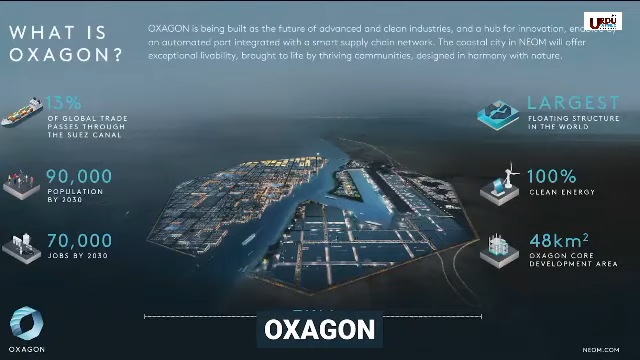 WHAT IS
OXAGON?
OXAGON is being built as the future of advanced and clean industries, and a hub for innovation,
an automated port integrated with a smart supply chain network. The coastal city in NEOM will offer
exceptional livability, brought to life by thriving communities, designed in harmony with nature.
URDU
13%
OF GLOBAL TRADE
PASSES THROUGH
THE SUEZ CANAL
90,000
POPULATION
BY 2030
70,000
JOBS BY 2030
LARGEST
FLOATING STRUCTURE
IN THE WORLD
100%
CLEAN ENERGY
48km²
OXAGON CORE
DEVELOPMENT AREA
OXAGON
OXAGON
NEOM.COM